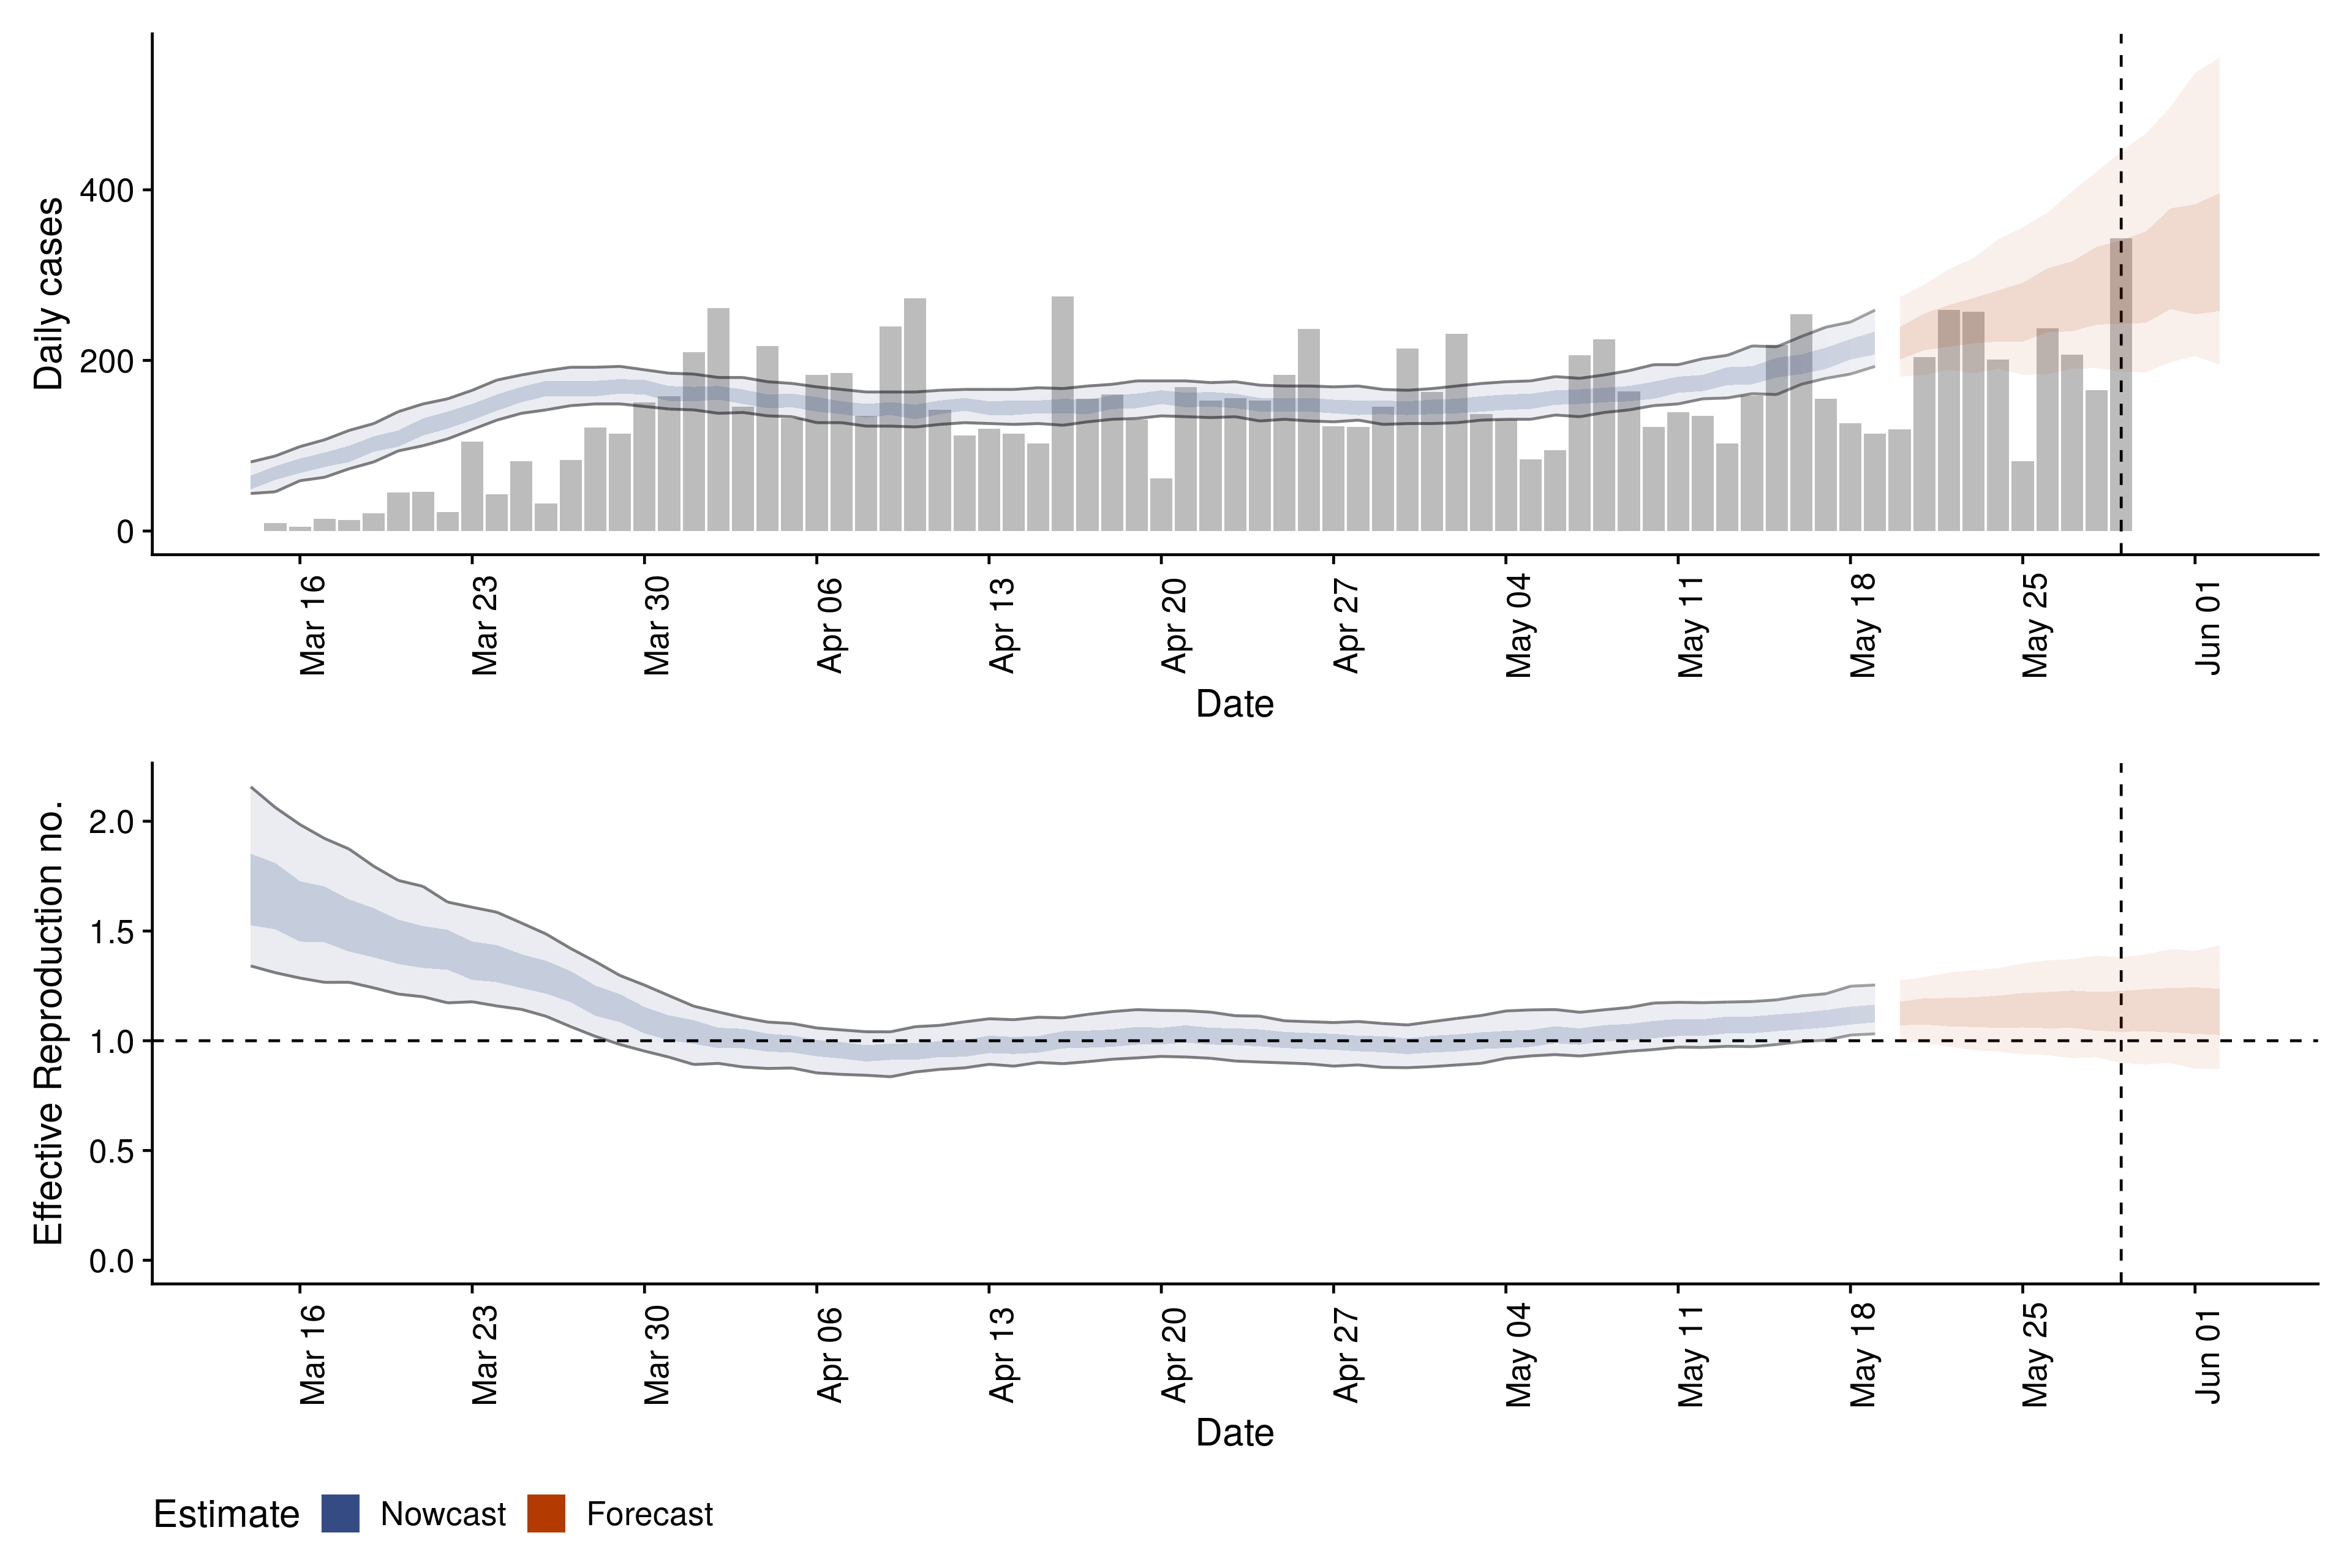 Daily cases
400
200
0
Mar 16
Mar 23
Mar 30
Apr 06
Apr 13
Apr 20
Apr 27
May 04
May 11
May 18
May 25
Jun 01
Date
Effective Reproduction no.
2.0
1.5
1.0
0.5
0.0
Mar 16
Mar 23
Mar 30
Apr 06
Apr 13
Apr 20
Apr 27
May 04
May 11
May 18
May 25
Jun 01
Date
Estimate Nowcast Forecast